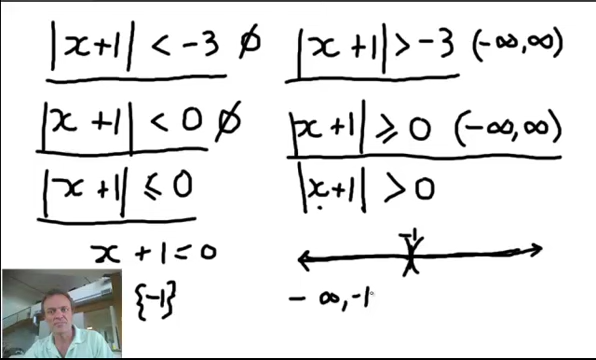 |x+1| < -3 ∅
|x +1| < 0 ∅
|x +1| ≤ 0
x +1=0
{-1}
|x +1| > -3 (-∞,∞)
|x +1| ≥ 0 (-∞,∞)
|x+1| > 0
-1
- ∞,-1